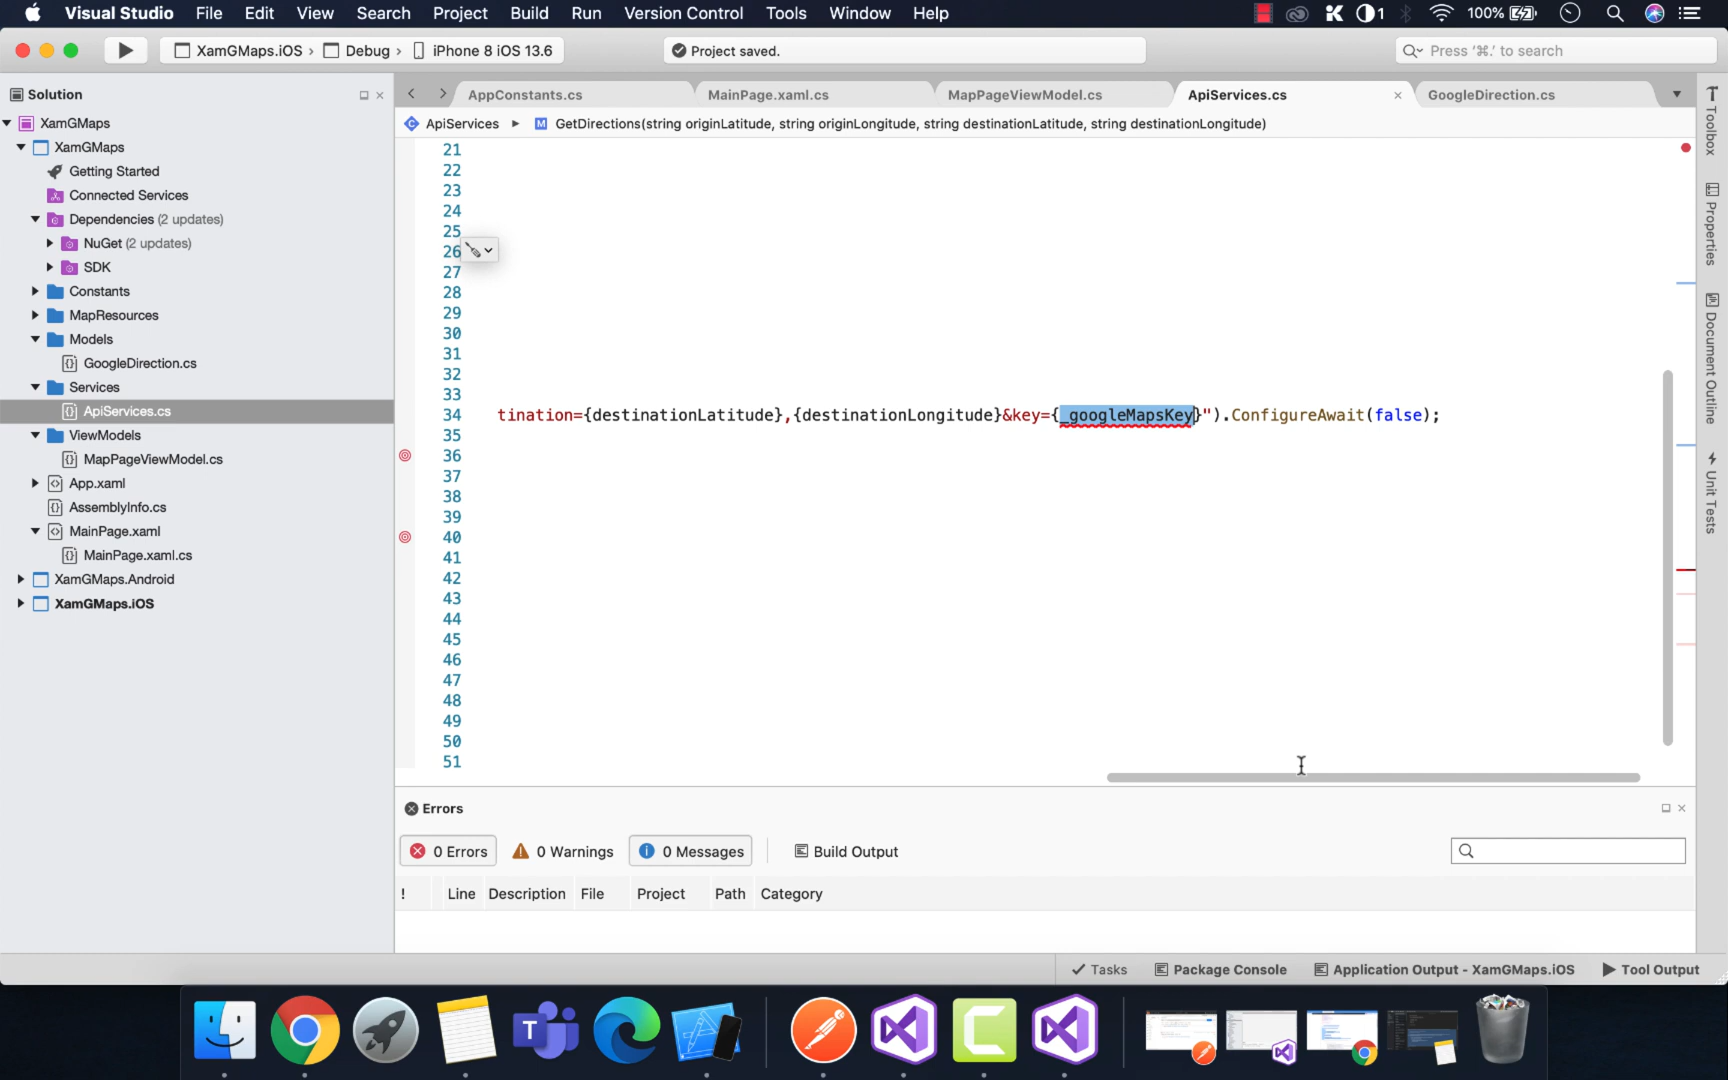 Visual Studio File Edit View Search Project Build Run Version Control Tools Window Help 1 100%
XamGMaps.iOS › Debug › iPhone 8 iOS 13.6
Project saved.
Press '⌘.' to search
Solution
AppConstants.cs MainPage.xaml.cs MapPageViewModel.cs ApiServices.cs GoogleDirection.cs
ApiServices GetDirections(string originLatitude, string originLongitude, string destinationLatitude, string destinationLongitude)
XamGMaps
XamGMaps
Getting Started
Connected Services
Dependencies (2 updates)
NuGet (2 updates)
SDK
Constants
MapResources
Models
GoogleDirection.cs
Services
ApiServices.cs
ViewModels
MapPageViewModel.cs
App.xaml
AssemblyInfo.cs
MainPage.xaml
MainPage.xaml.cs
XamGMaps.Android
XamGMaps.iOS
21
22
23
24
25
26
27
28
29
30
31
32
33
34 tination={destinationLatitude},{destinationLongitude}&key={_googleMapsKey}").ConfigureAwait(false);
35
36
37
38
39
40
41
42
43
44
45
46
47
48
49
50
51
Toolbox
Properties
Document Outline
Unit Tests
Errors
0 Errors 0 Warnings 0 Messages Build Output
! Line Description File Project Path Category
Tasks Package Console Application Output - XamGMaps.iOS Tool Output